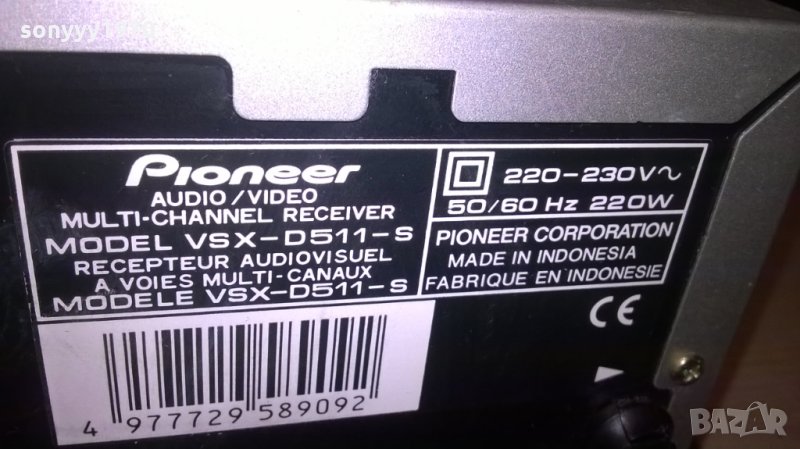 Pioneer
AUDIO/VIDEO
MULTI-CHANNEL RECEIVER
MODEL VSX-D511-S
RECEPTEUR AUDIOVISUEL
A VOIES MULTI-CANAUX
MODELE VSX-D511-S
220-230V~
50/60 Hz 220W
PIONEER CORPORATION
MADE IN INDONESIA
FABRIQUE EN INDONESIE
CE
4 977729 589092
BAZAR